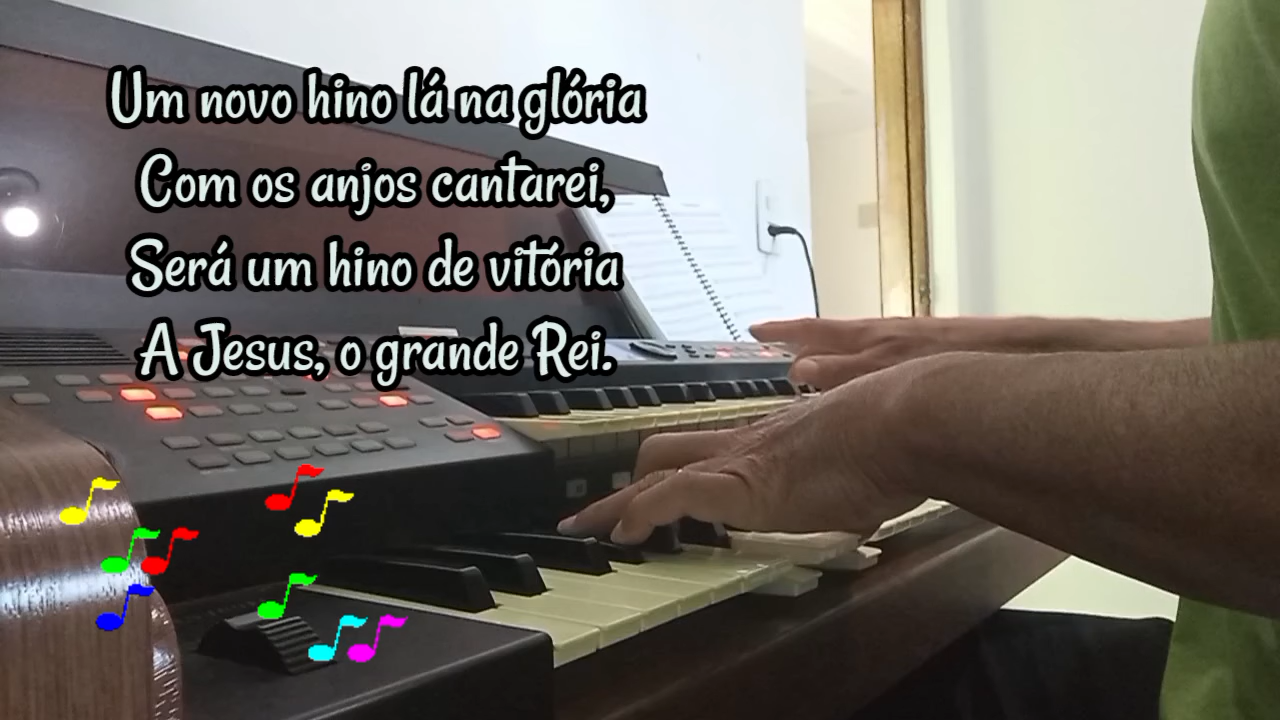 Um novo hino lá na glória
Com os anjos cantarei,
Será um hino de vitória
A Jesus, o grande Rei.